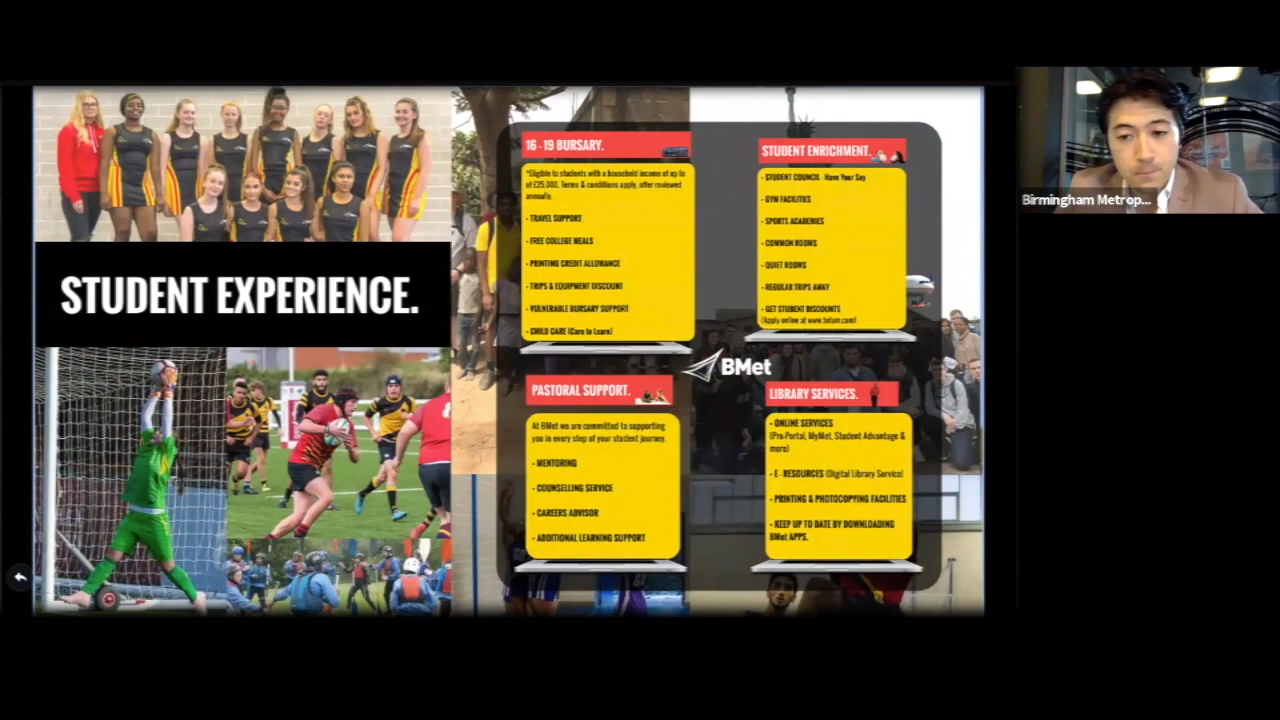 STUDENT EXPERIENCE.
16 - 19 BURSARY.
*Eligible to students with a household income of up to
of £25,000. Terms & conditions apply, offer reviewed
annually.
- TRAVEL SUPPORT
- FREE COLLEGE MEALS
- PRINTING CREDIT ALLOWANCE
- TRIPS & EQUIPMENT DISCOUNT
- VULNERABLE BURSARY SUPPORT
- CHILD CARE (Care to Learn)
STUDENT ENRICHMENT.
- STUDENT COUNCIL Have Your Say
- GYM FACILITIES
- SPORTS ACADEMIES
- COMMON ROOMS
- QUIET ROOMS
- REGULAR TRIPS AWAY
- GET STUDENT DISCOUNTS
(Apply online at www.totum.com)
BMet
PASTORAL SUPPORT.
At BMet we are committed to supporting
you in every step of your student journey.
- MENTORING
- COUNSELLING SERVICE
- CAREERS ADVISOR
- ADDITIONAL LEARNING SUPPORT
LIBRARY SERVICES.
- ONLINE SERVICES
(Pro-Portal, MyMet, Student Advantage &
more)
- E - RESOURCES (Digital Library Service)
- PRINTING & PHOTOCOPYING FACILITIES
- KEEP UP TO DATE BY DOWNLOADING
BMet APPS.
Birmingham Metrop...